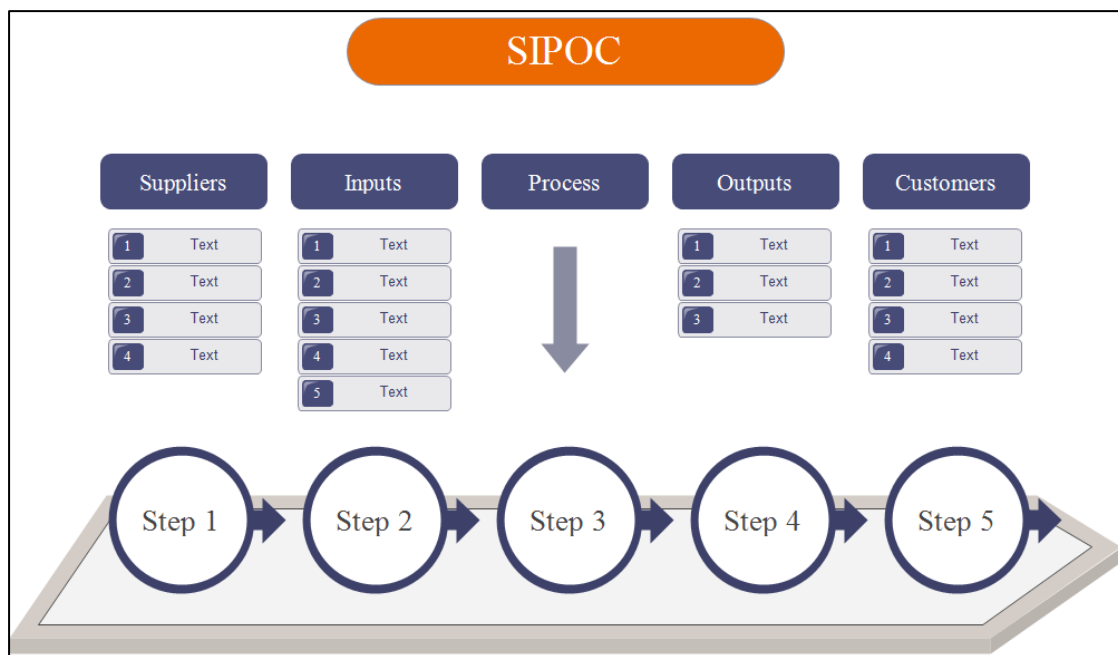 SIPOC
Suppliers
Inputs
Process
Outputs
Customers
1 Text
2 Text
3 Text
4 Text
1 Text
2 Text
3 Text
4 Text
5 Text
1 Text
2 Text
3 Text
1 Text
2 Text
3 Text
4 Text
Step 1
Step 2
Step 3
Step 4
Step 5